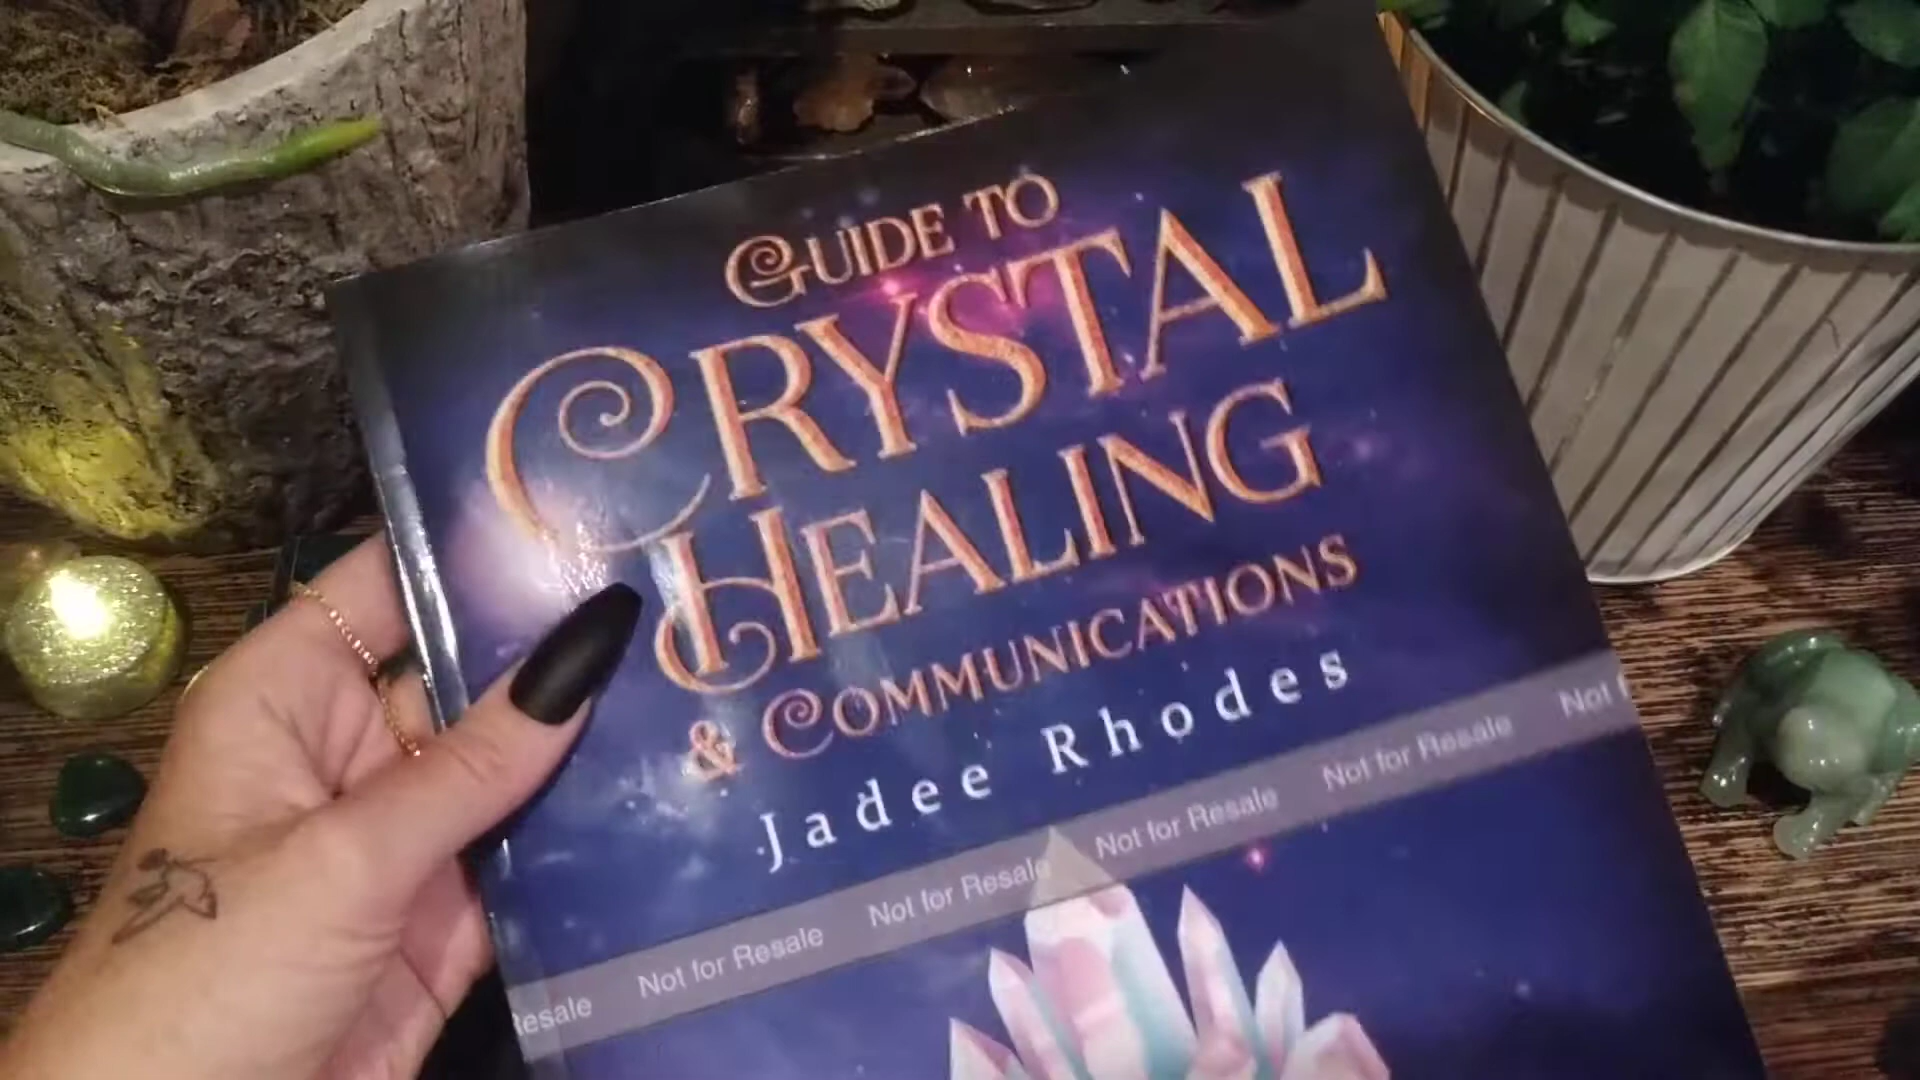 GUIDE TO
CRYSTAL
HEALING
& COMMUNICATIONS
Jadee Rhodes
Resale Not for Resale Not for Resale Not for Resale Not for Resale Not